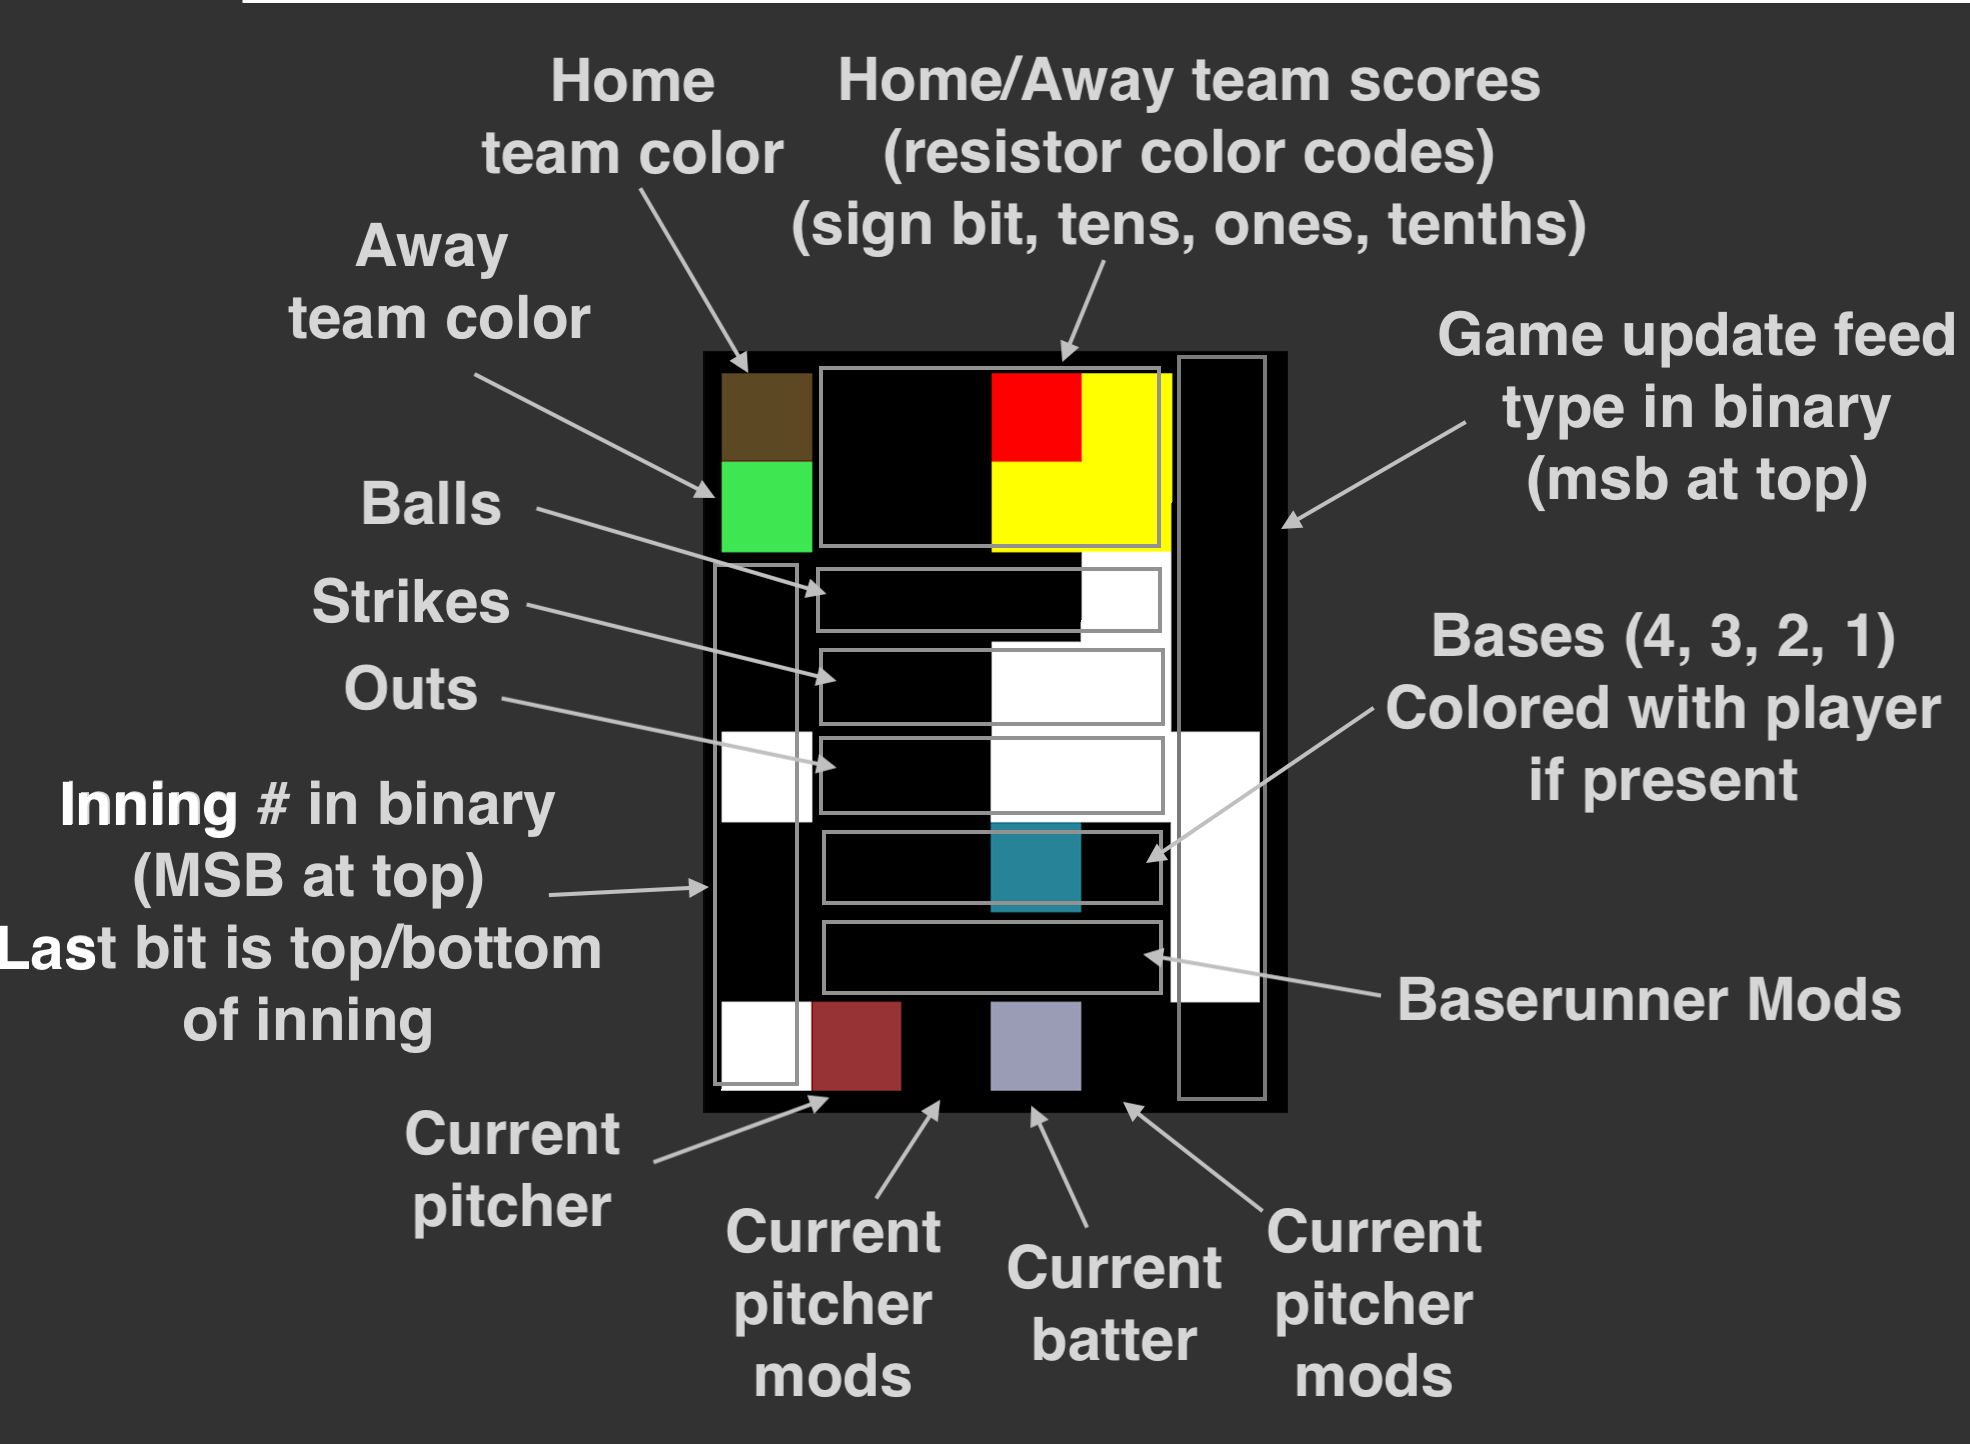 Home
team color
Home/Away team scores
(resistor color codes)
(sign bit, tens, ones, tenths)
Away
team color
Game update feed
type in binary
(msb at top)
Balls
Strikes
Outs
Bases (4, 3, 2, 1)
Colored with player
if present
Inning # in binary
(MSB at top)
Last bit is top/bottom
of inning
Baserunner Mods
Current
pitcher
Current
pitcher
mods
Current
batter
Current
pitcher
mods